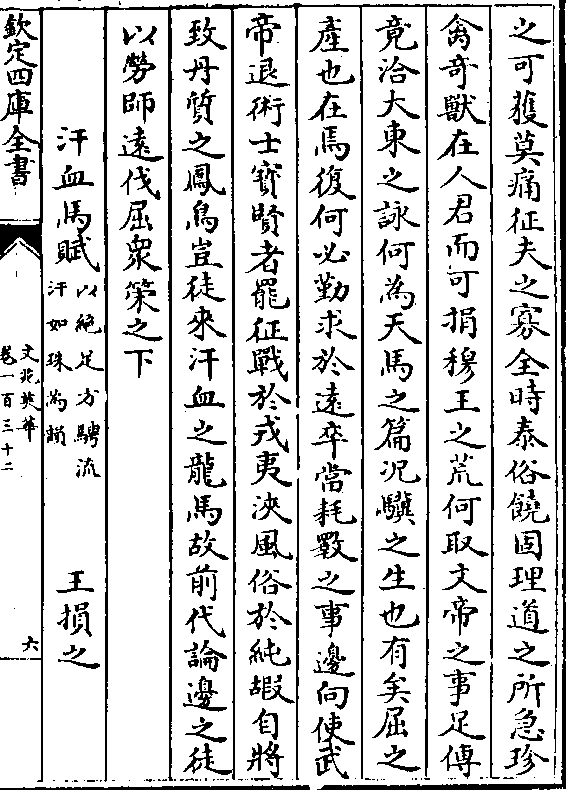 之可獲莫痛征夫之寡全時泰俗饒固理道之所急珍
禽奇獸在人君而可捐穆王之荒何取文帝之事足傳
竟洽大東之詠何為天馬之篇况驥之生也有矣屈之
產也在焉復何必勤求於遠卒當耗斁之事邊向使武
帝退術士寳賢者罷征戰於戎夷浹風俗於純嘏自將
致丹質之鳳鳥豈徒來汗血之龍馬故前代論邊之徒
以勞師逺伐屈衆策之下
汗血馬賦 以絶足方騁流汗如珠為韻 王損之
欽定四庫全書
文苑英華
卷一百三十二
六